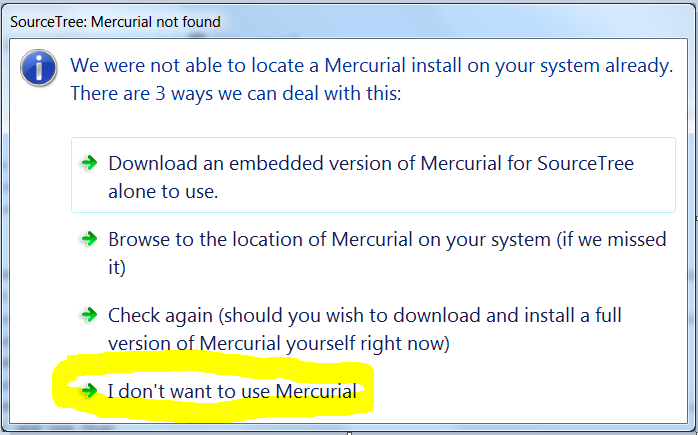 SourceTree: Mercurial not found
We were not able to locate a Mercurial install on your system already.
There are 3 ways we can deal with this:
Download an embedded version of Mercurial for SourceTree
alone to use.
Browse to the location of Mercurial on your system (if we missed
it)
Check again (should you wish to download and install a full
version of Mercurial yourself right now)
I don't want to use Mercurial